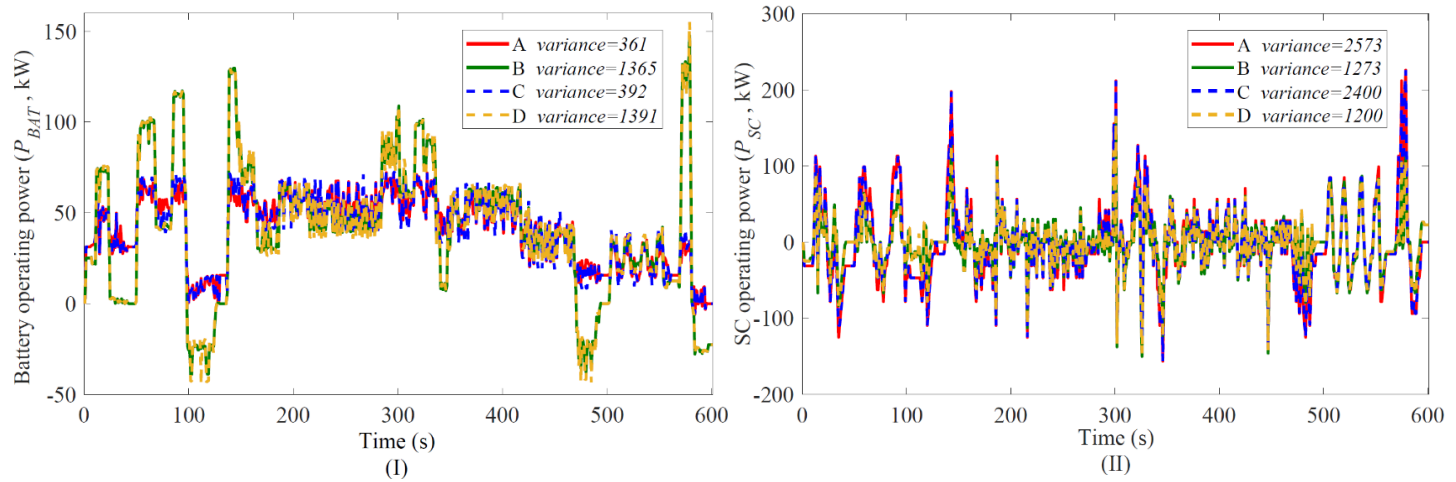 Battery operating power (P_BAT , kW
150
100
50
0
-50
A variance=361
B variance=1365
C variance=392
D variance=1391
0 100 200 300 400 500 600
Time (s)
(I)
SC operating power (P_SC, kW)
300
200
100
0
-100
-200
A variance=2573
B variance=1273
C variance=2400
D variance=1200
0 100 200 300 400 500 600
Time (s)
(II)